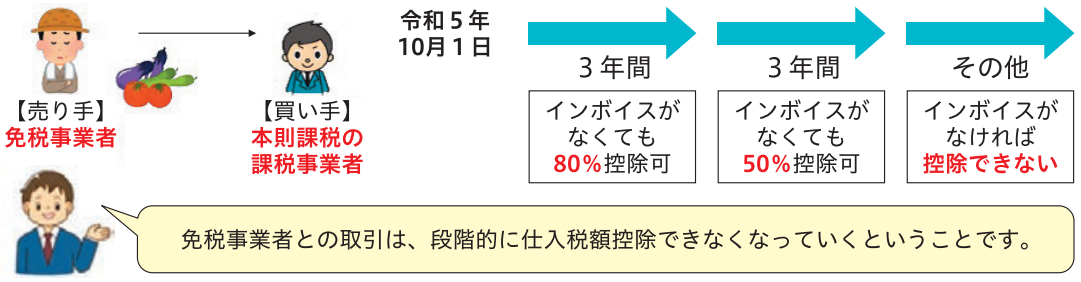 令和5年
10月1日
3年間
3年間
その他
【売り手】
免税事業者
【買い手】
本則課税の
課税事業者
インボイスが
なくても
80%控除可
インボイスが
なくても
50%控除可
インボイスが
なければ
控除できない
免税事業者との取引は、段階的に仕入税額控除できなくなっていくということです。